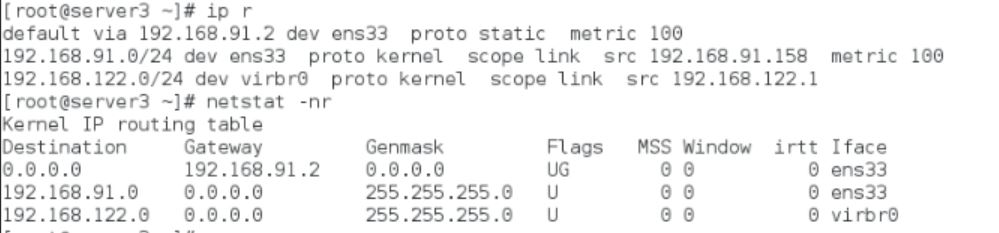 [root@server3 ~]# ip r
default via 192.168.91.2 dev ens33  proto static  metric 100
192.168.91.0/24 dev ens33  proto kernel  scope link  src 192.168.91.158  metric 100
192.168.122.0/24 dev virbr0  proto kernel  scope link  src 192.168.122.1
[root@server3 ~]# netstat -nr
Kernel IP routing table
Destination     Gateway         Genmask         Flags   MSS Window  irtt Iface
0.0.0.0         192.168.91.2    0.0.0.0         UG        0 0          0 ens33
192.168.91.0    0.0.0.0         255.255.255.0   U         0 0          0 ens33
192.168.122.0   0.0.0.0         255.255.255.0   U         0 0          0 virbr0